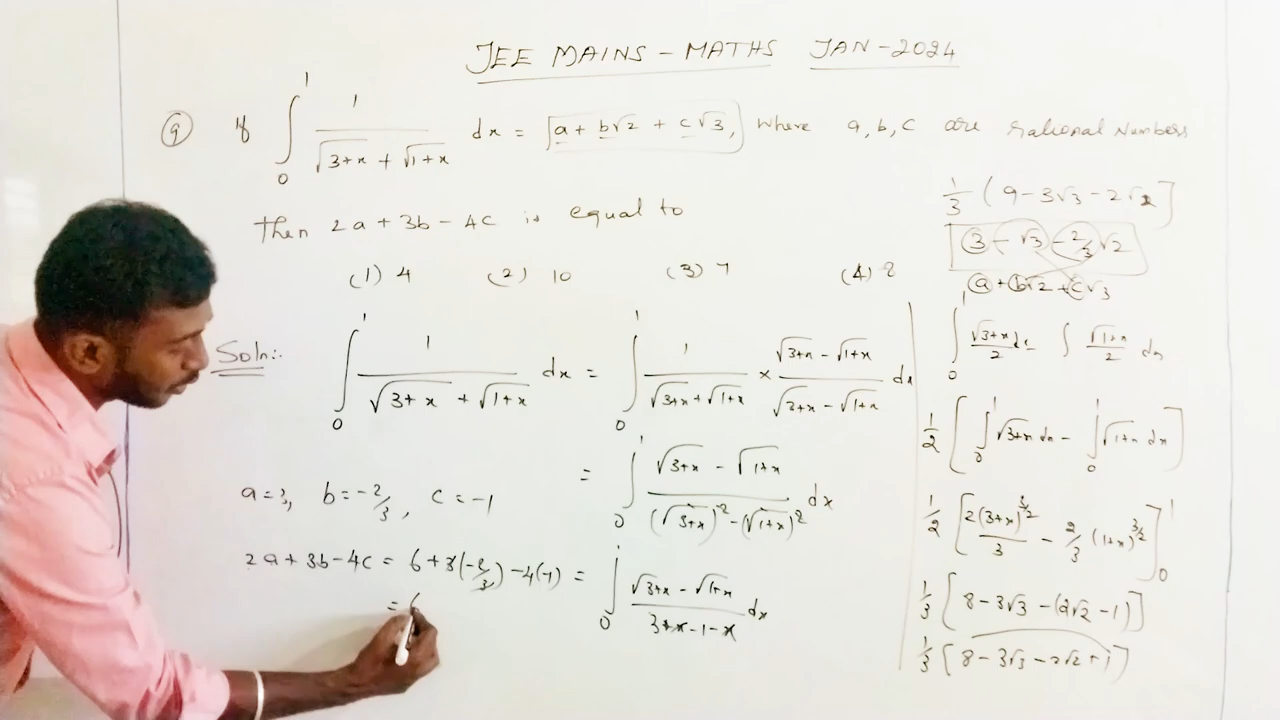 JEE MAINS - MATHS JAN-2024
(9) If ∫₀¹ 1/(√(3+x) + √(1+x)) dx = a + b√2 + c√3, where a, b, c are rational numbers
Then 2a + 3b - 4c is equal to
(1) 4 (2) 10 (3) 7 (4) 8
Soln:-
∫₀¹ 1/(√(3+x) + √(1+x)) dx = ∫₀¹ 1/(√(3+x) + √(1+x)) × (√(3+x) - √(1+x))/(√(3+x) - √(1+x)) dx
= ∫₀¹ (√(3+x) - √(1+x))/((√(3+x))² - (√(1+x))²) dx
= ∫₀¹ (√(3+x) - √(1+x))/(3+x-1-x) dx
a=3, b=-2/3, c=-1
2a+3b-4c = 6+3(-2/3)-4(-1)
= 6
1/3 (9-3√3-2√2]
3 - √3 - 2/3 √2
a + b√2 + c√3
∫₀¹ √(3+x)/2 dx ∫ √(1+x)/2 dx
1/2 [∫₀¹ √(3+x) dx - ∫₀¹ √(1+x) dx]
1/2 [2(3+x)^(3/2)/3 - 2/3 (1+x)^(3/2)]₀¹
1/3 [8-3√3-(2√2-1)]
1/3 [8-3√3-2√2+1]